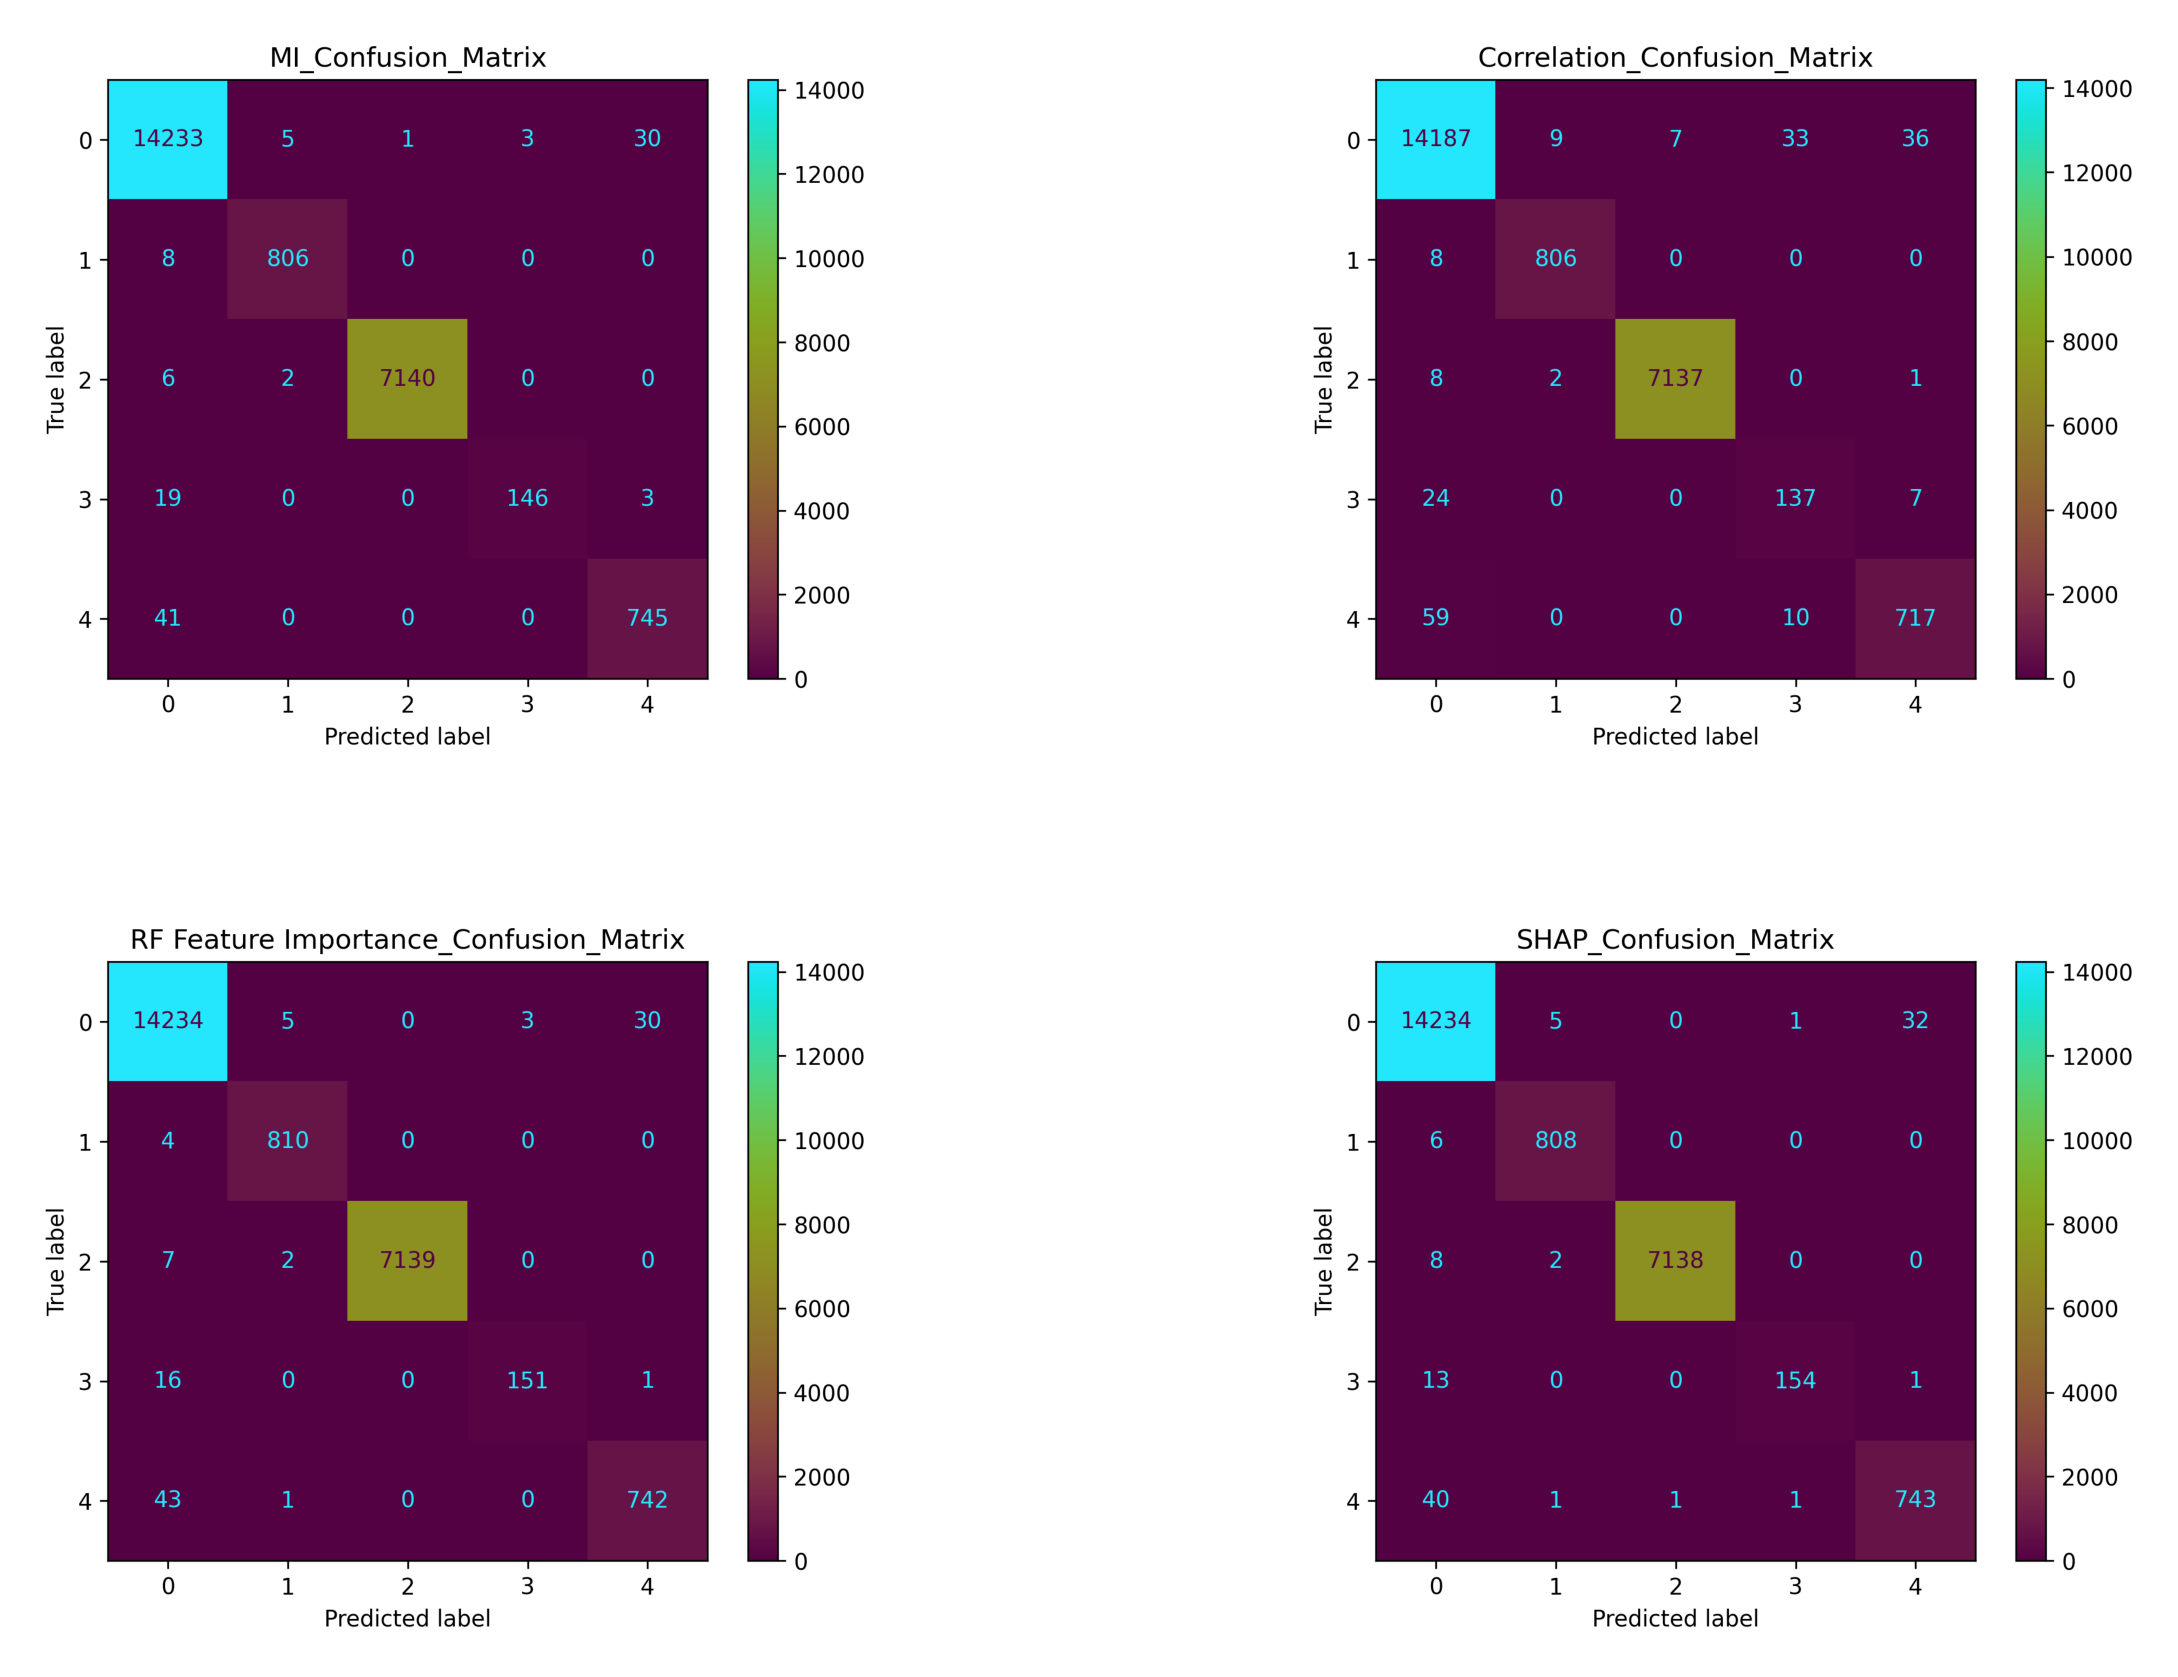 MI_Confusion_Matrix
14233 5 1 3 30
8 806 0 0 0
6 2 7140 0 0
19 0 0 146 3
41 0 0 0 745
0
1
2
3
4
True label
0 1 2 3 4
Predicted label
14000
12000
10000
8000
6000
4000
2000
0
Correlation_Confusion_Matrix
14187 9 7 33 36
8 806 0 0 0
8 2 7137 0 1
24 0 0 137 7
59 0 0 10 717
0
1
2
3
4
True label
0 1 2 3 4
Predicted label
14000
12000
10000
8000
6000
4000
2000
0
RF Feature Importance_Confusion_Matrix
14234 5 0 3 30
4 810 0 0 0
7 2 7139 0 0
16 0 0 151 1
43 1 0 0 742
0
1
2
3
4
True label
0 1 2 3 4
Predicted label
14000
12000
10000
8000
6000
4000
2000
0
SHAP_Confusion_Matrix
14234 5 0 1 32
6 808 0 0 0
8 2 7138 0 0
13 0 0 154 1
40 1 1 1 743
0
1
2
3
4
True label
0 1 2 3 4
Predicted label
14000
12000
10000
8000
6000
4000
2000
0